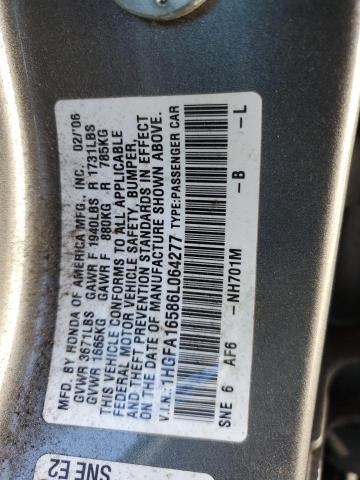 MFD. BY HONDA OF AMERICA MFG., INC. 02/'06
GVWR 3671LBS GAWR F 1940LBS R 1731LBS
GVWR 1665KG GAWR F 880KG R 785KG
THIS VEHICLE CONFORMS TO ALL APPLICABLE
FEDERAL MOTOR VEHICLE SAFETY, BUMPER,
AND THEFT PREVENTION STANDARDS IN EFFECT
ON THE DATE OF MANUFACTURE SHOWN ABOVE.
V.I.N.:1HGFA16586L064277 TYPE:PASSENGER CAR
SNE 6 AF6 -NH701M -B -L
SNE E2